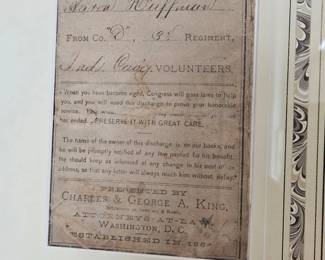 Huffman
FROM CO. "D", 35 REGIMENT,
VOLUNTEERS.
When you have become aged, Congress will pass laws to help
you, and you will need this discharge to prove your honorable
service.
has ended. PRESERVE IT WITH GREAT CARE.
The name of the owner of this discharge is on our books, and
he will be promptly notified of any law passed for his benefit.
He should keep us informed of any change in his post office
address, so that any letter will always reach him without delay.
PRESENTED BY
CHARLES & GEORGE A. KING,
ATTORNEYS-AT-LAW,
WASHINGTON, D. C.
ESTABLISHED IN